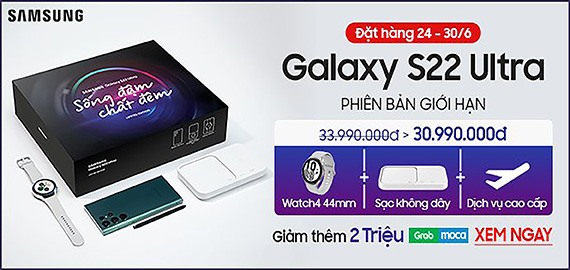 SAMSUNG
Đặt hàng 24 - 30/6
Galaxy S22 Ultra
PHIÊN BẢN GIỚI HẠN
33.990.000đ > 30.990.000đ
Watch4 44mm + Sạc không dây + Dịch vụ cao cấp
Giảm thêm 2 Triệu Grab moca XEM NGAY
Sống đậm
chất đêm
SAMSUNG